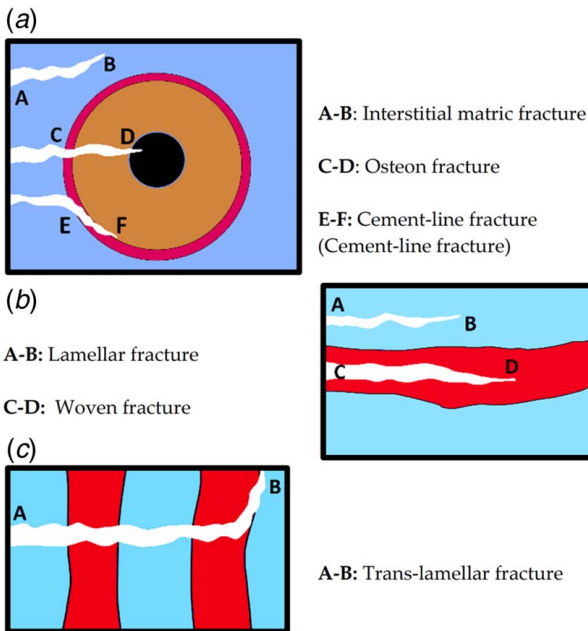 (a)
B
A
C
D
E
F
A-B: Interstitial matric fracture
C-D: Osteon fracture
E-F: Cement-line fracture
(Cement-line fracture)
(b)
A-B: Lamellar fracture
C-D: Woven fracture
A
B
C
D
(c)
A
B
A-B: Trans-lamellar fracture